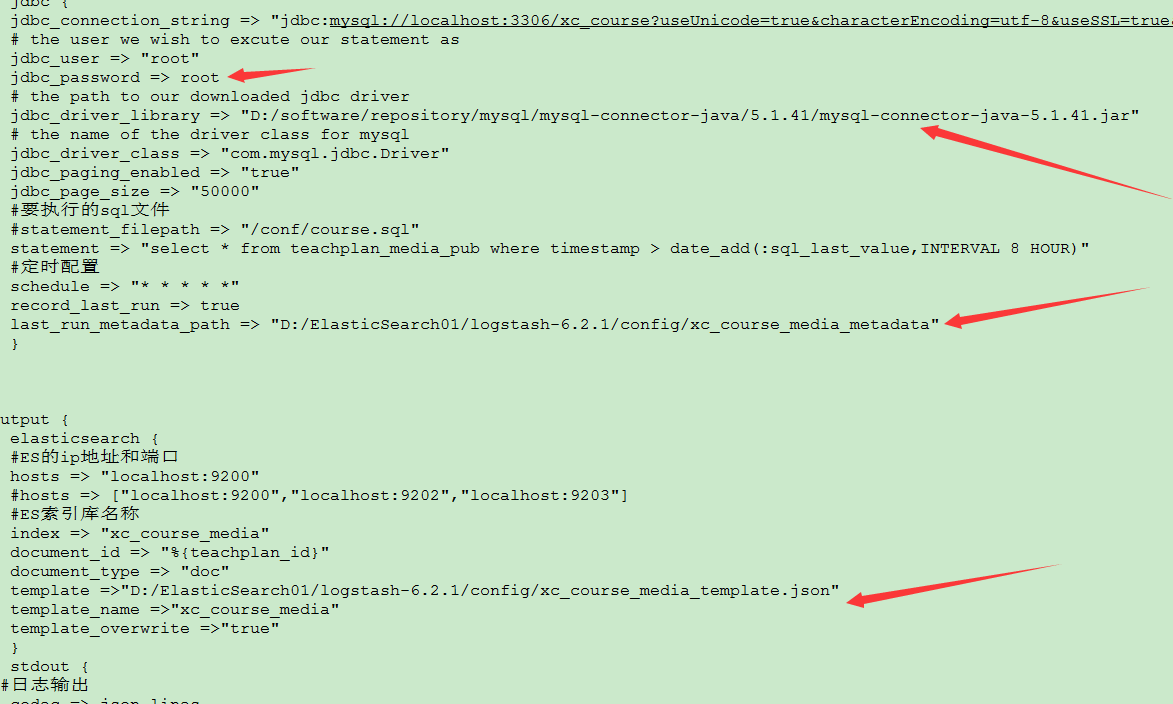 jdbc {
jdbc_connection_string => "jdbc:mysql://localhost:3306/xc_course?useUnicode=true&characterEncoding=utf-8&useSSL=true&
# the user we wish to excute our statement as
jdbc_user => "root"
jdbc_password => root
# the path to our downloaded jdbc driver
jdbc_driver_library => "D:/software/repository/mysql/mysql-connector-java/5.1.41/mysql-connector-java-5.1.41.jar"
# the name of the driver class for mysql
jdbc_driver_class => "com.mysql.jdbc.Driver"
jdbc_paging_enabled => "true"
jdbc_page_size => "50000"
#要执行的sql文件
#statement_filepath => "/conf/course.sql"
statement => "select * from teachplan_media_pub where timestamp > date_add(:sql_last_value,INTERVAL 8 HOUR)"
#定时配置
schedule => "* * * * *"
record_last_run => true
last_run_metadata_path => "D:/ElasticSearch01/logstash-6.2.1/config/xc_course_media_metadata"
}
utput {
elasticsearch {
#ES的ip地址和端口
hosts => "localhost:9200"
#hosts => ["localhost:9200","localhost:9202","localhost:9203"]
#ES索引库名称
index => "xc_course_media"
document_id => "%{teachplan_id}"
document_type => "doc"
template =>"D:/ElasticSearch01/logstash-6.2.1/config/xc_course_media_template.json"
template_name =>"xc_course_media"
template_overwrite =>"true"
}
stdout {
#日志输出
codec => json_lines